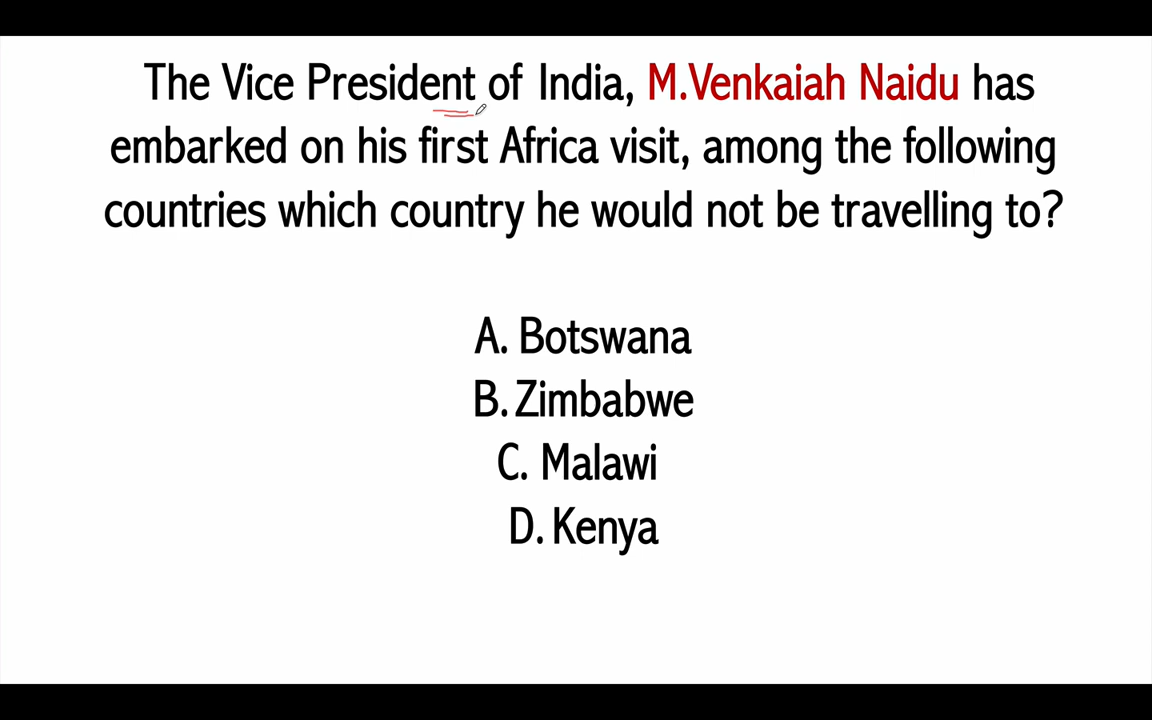 The Vice President of India, M.Venkaiah Naidu has
embarked on his first Africa visit, among the following
countries which country he would not be travelling to?
A. Botswana
B. Zimbabwe
C. Malawi
D. Kenya